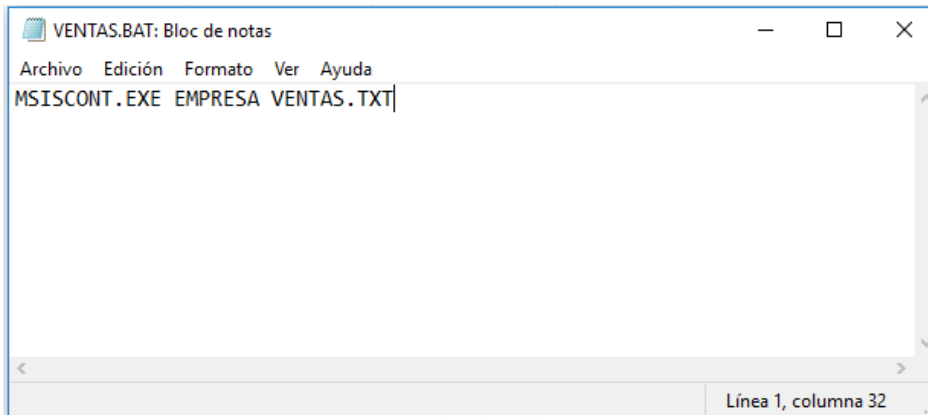 VENTAS.BAT: Bloc de notas
Archivo Edición Formato Ver Ayuda
MSISCONT.EXE EMPRESA VENTAS.TXT
Línea 1, columna 32